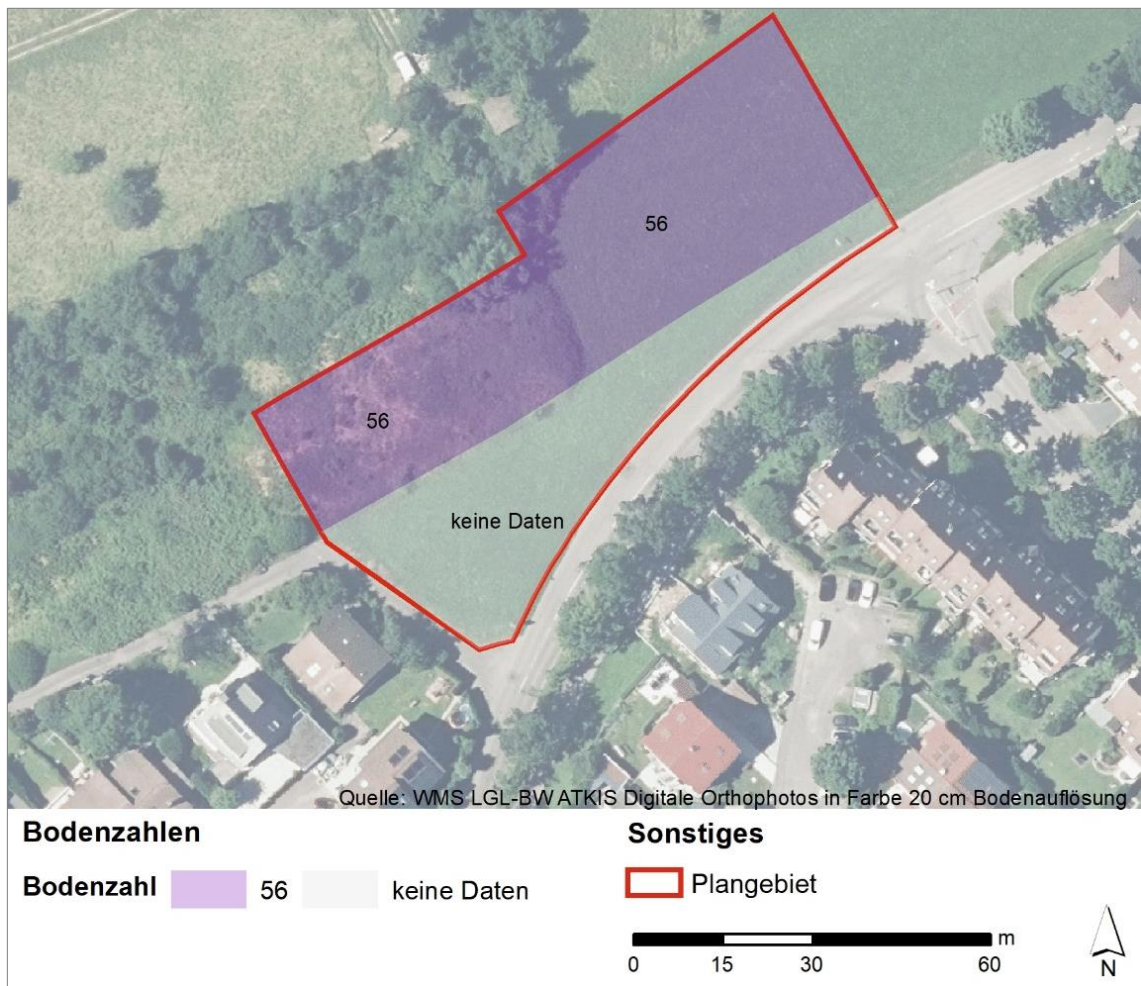 56
56
keine Daten
Quelle: WMS LGL-BW ATKIS Digitale Orthophotos in Farbe 20 cm Bodenauflösung
Bodenzahlen
Bodenzahl 56 keine Daten
Sonstiges
Plangebiet
m
0 15 30 60
N